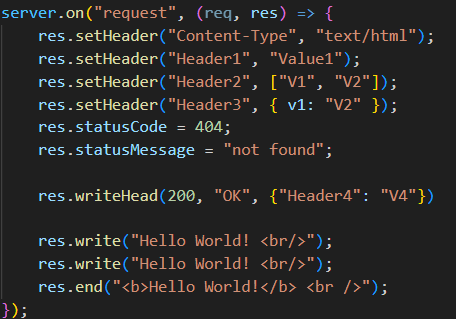 server.on("request", (req, res) => {
    res.setHeader("Content-Type", "text/html");
    res.setHeader("Header1", "Value1");
    res.setHeader("Header2", ["V1", "V2"]);
    res.setHeader("Header3", { v1: "V2" });
    res.statusCode = 404;
    res.statusMessage = "not found";

    res.writeHead(200, "OK", {"Header4": "V4"})

    res.write("Hello World! <br/>");
    res.write("Hello World! <br/>");
    res.end("<b>Hello World!</b> <br />");
});